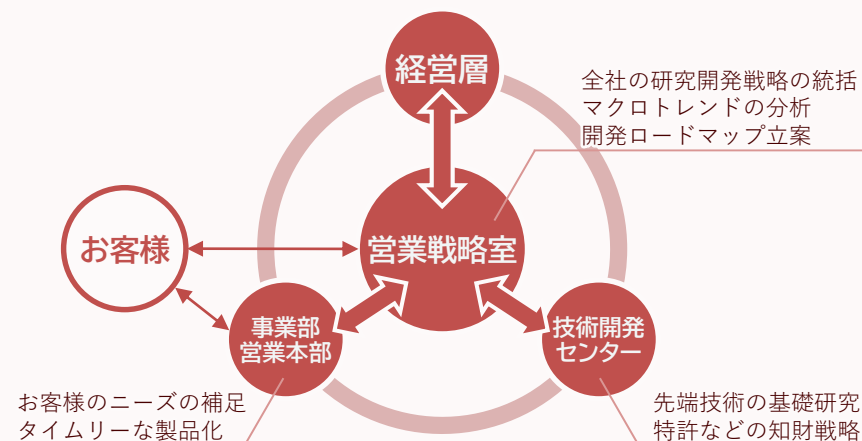 経営層
全社の研究開発戦略の統括
マクロトレンドの分析
開発ロードマップ立案
お客様
営業戦略室
事業部
営業本部
技術開発
センター
お客様のニーズの補足
タイムリーな製品化
先端技術の基礎研究
特許などの知財戦略